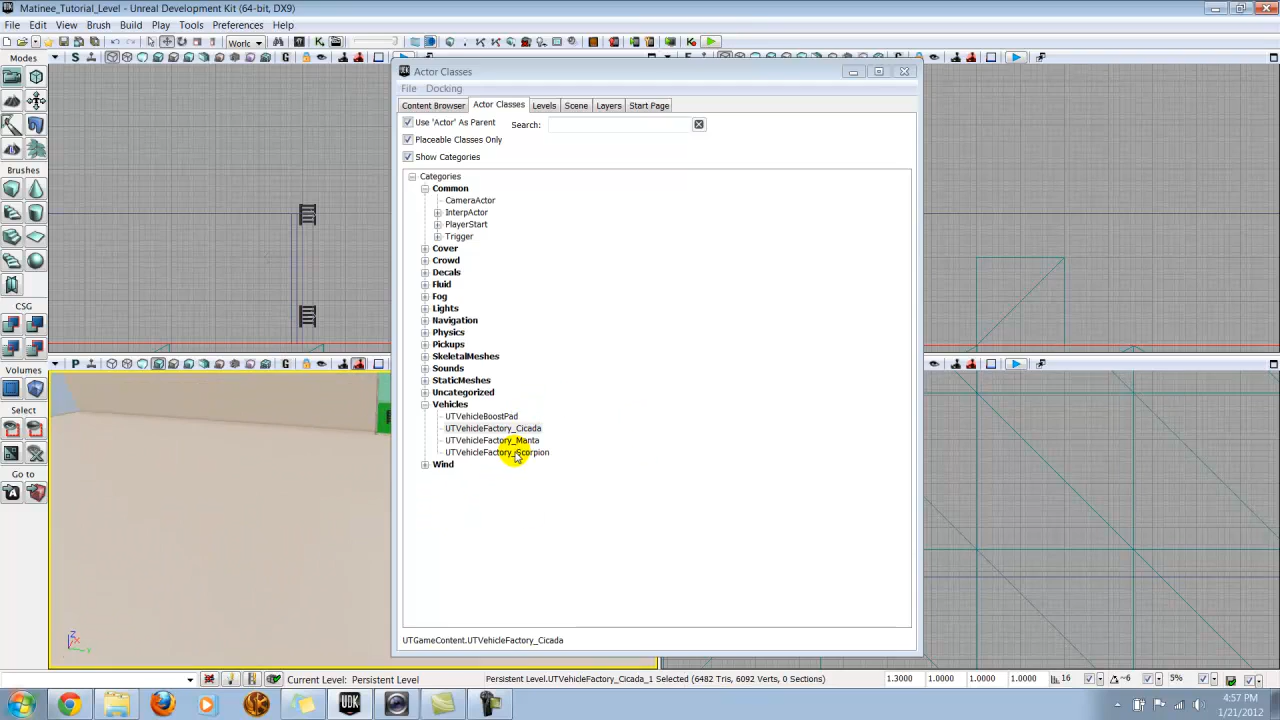 Matinee_Tutorial_Level - Unreal Development Kit (64-bit, DX9)
File Edit View Brush Build Play Tools Preferences Help
Modes
Brushes
CSG
Volumes
Select
Go to
Actor Classes
File Docking
Content Browser Actor Classes Levels Scene Layers Start Page
Use 'Actor' As Parent Search:
Placeable Classes Only
Show Categories
Categories
Common
CameraActor
InterpActor
PlayerStart
Trigger
Cover
Crowd
Decals
Fluid
Fog
Lights
Navigation
Physics
Pickups
SkeletalMeshes
Sounds
StaticMeshes
Uncategorized
Vehicles
UTVehicleBoostPad
UTVehicleFactory_Cicada
UTVehicleFactory_Manta
UTVehicleFactory_Scorpion
Wind
UTGameContent.UTVehicleFactory_Cicada
Current Level: Persistent Level Persistent Level.UTVehicleFactory_Cicada_1 Selected (6482 Tris, 6092 Verts, 0 Sections) 1.3000 1.0000 1.0000 1.0000 16 ~6 5%
UDK
4:57 PM
1/21/2012